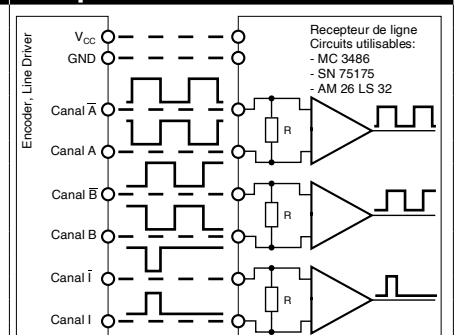 Encoder, Line Driver
V_CC
GND
Canal A̅
Canal A
Canal B̅
Canal B
Canal I̅
Canal I
Recepteur de ligne
Circuits utilisables:
- MC 3486
- SN 75175
- AM 26 LS 32
R
R
R